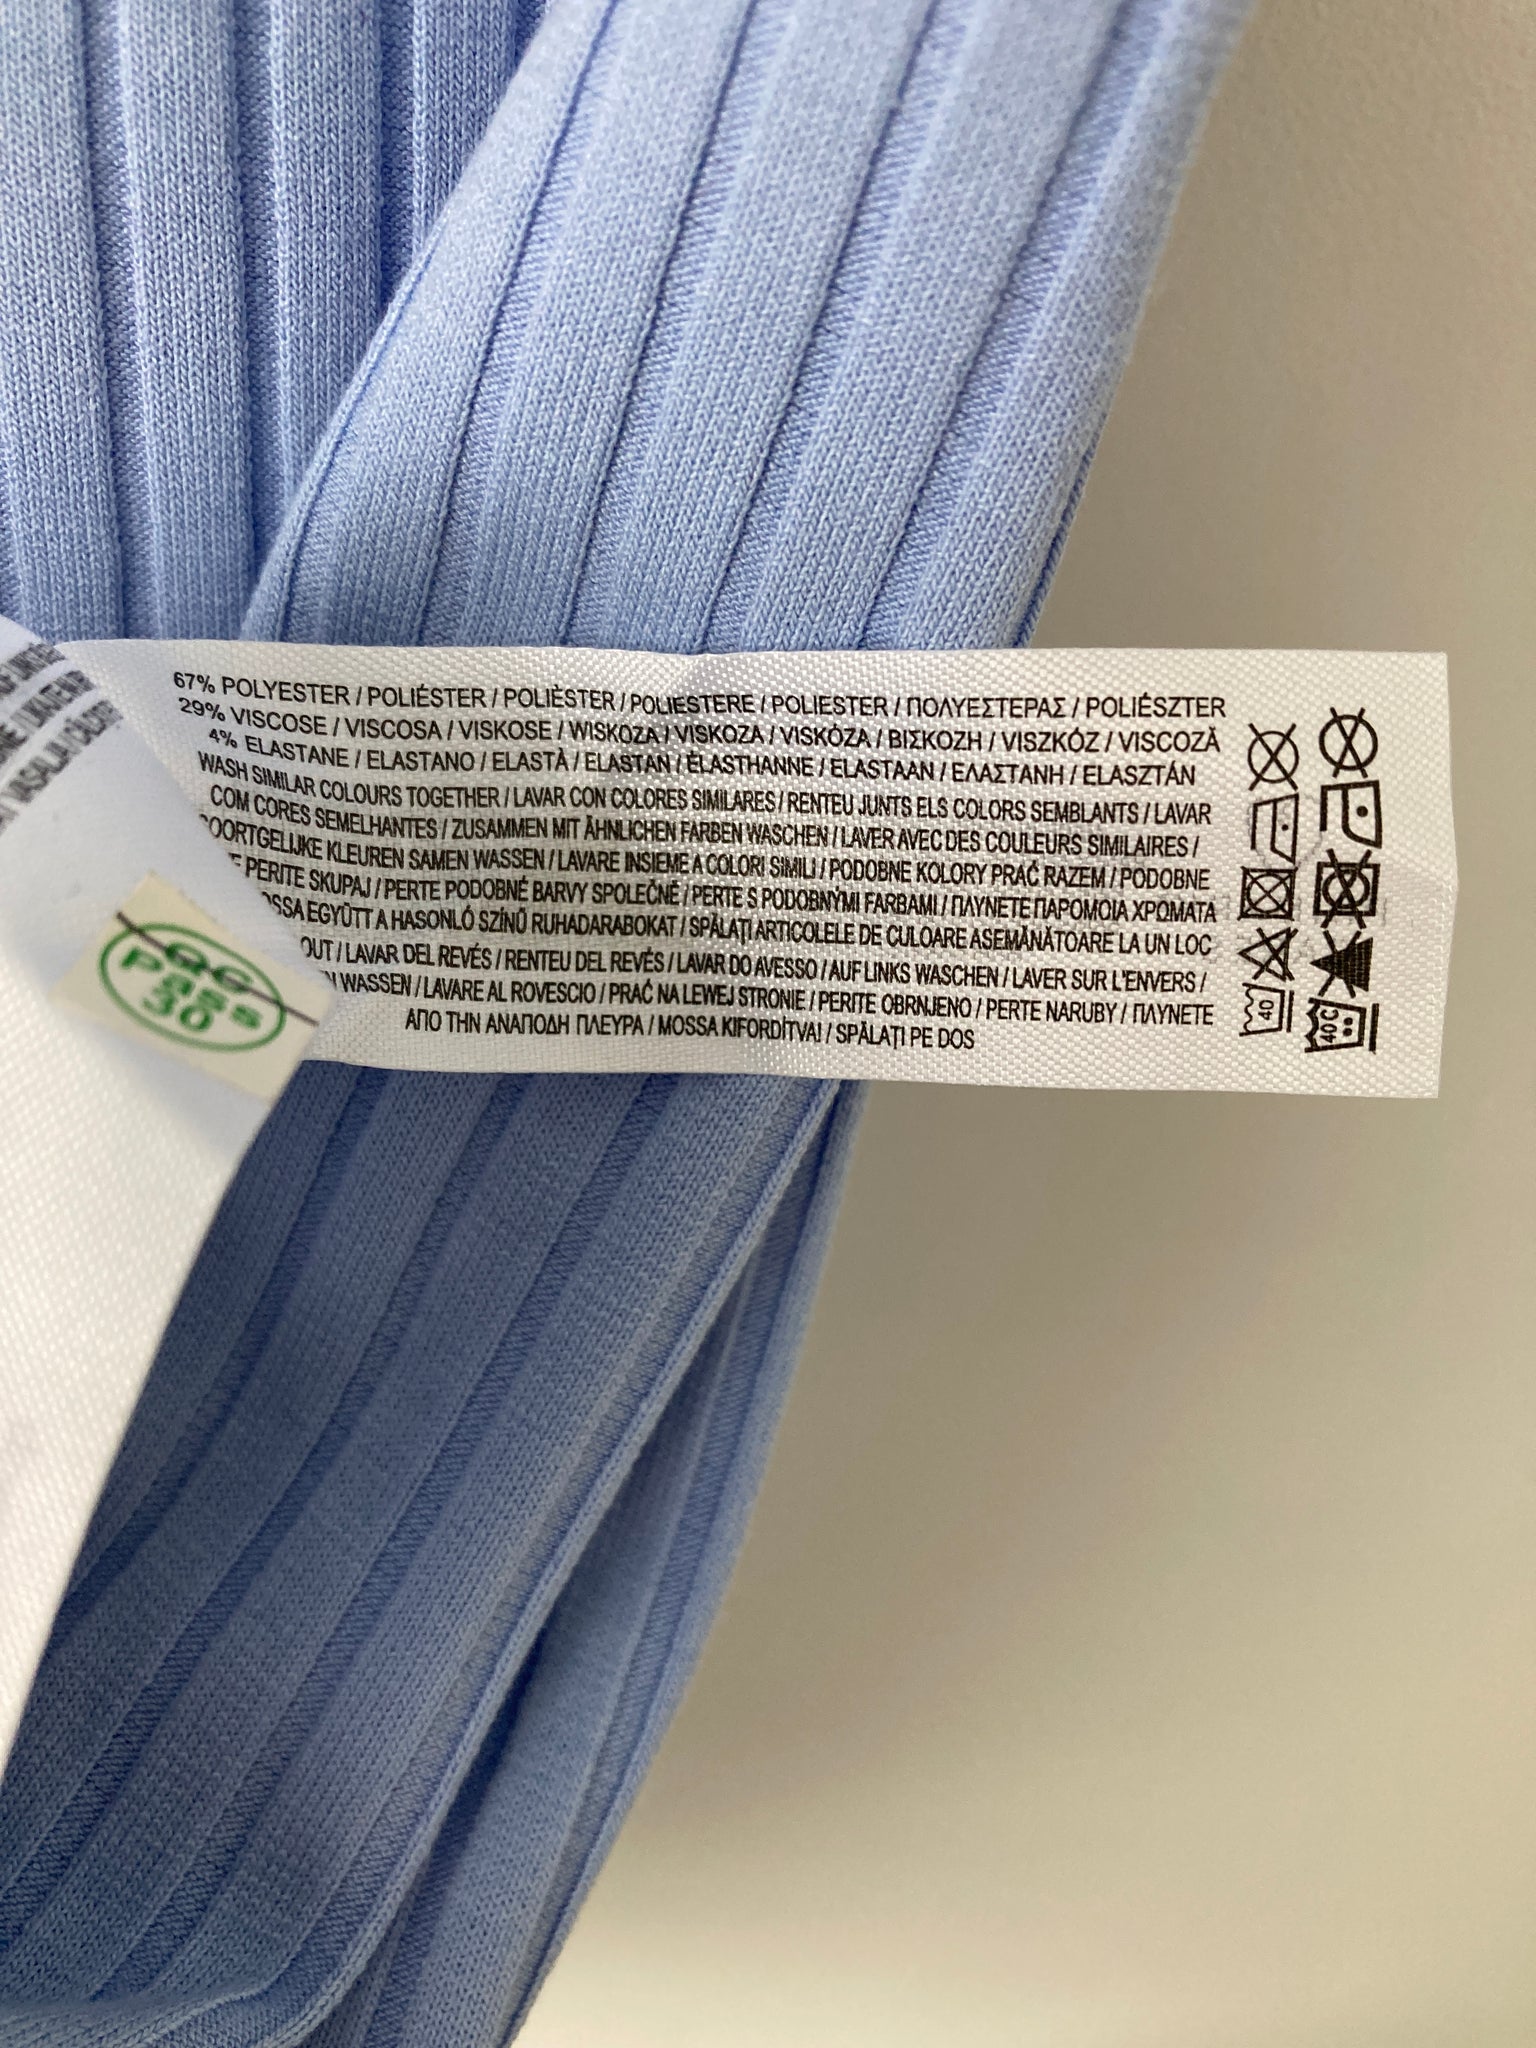 67% POLYESTER / POLIÉSTER / POLIÈSTER / POLIESTERE / POLIESTER / ΠΟΛΥΕΣΤΕΡΑΣ / POLIÉSZTER
29% VISCOSE / VISCOSA / VISKOSE / WISKOZA / VISKOZA / VISKÓZA / ΒΙΣΚΟΖΗ / VISZKÓZ / VISCOZĂ
4% ELASTANE / ELASTANO / ELASTÀ / ELASTAN / ÉLASTHANNE / ELASTAAN / ΕΛΑΣΤΑΝΗ / ELASZTÁN
WASH SIMILAR COLOURS TOGETHER / LAVAR CON COLORES SIMILARES / RENTEU JUNTS ELS COLORS SEMBLANTS / LAVAR
COM CORES SEMELHANTES / ZUSAMMEN MIT ÄHNLICHEN FARBEN WASCHEN / LAVER AVEC DES COULEURS SIMILAIRES /
SOORTGELIJKE KLEUREN SAMEN WASSEN / LAVARE INSIEME A COLORI SIMILI / PODOBNE KOLORY PRAĆ RAZEM / PODOBNE
PERITE SKUPAJ / PERTE PODOBNÉ BARVY SPOLEČNĚ / PERTE S PODOBNÝMI FARBAMI / ΠΛΥΝΕΤΕ ΠΑΡΟΜΟΙΑ ΧΡΩΜΑΤΑ
MOSSA EGYÜTT A HASONLÓ SZÍNŰ RUHADARABOKAT / SPĂLAȚI ARTICOLELE DE CULOARE ASEMĂNĂTOARE LA UN LOC
OUT / LAVAR DEL REVÉS / RENTEU DEL REVÉS / LAVAR DO AVESSO / AUF LINKS WASCHEN / LAVER SUR L'ENVERS /
WASSEN / LAVARE AL ROVESCIO / PRAĆ NA LEWEJ STRONIE / PERITE OBRNJENO / PERTE NARUBY / ΠΛΥΝΕΤΕ
ΑΠΟ ΤΗΝ ΑΝΑΠΟΔΗ ΠΛΕΥΡΑ / MOSSA KIFORDÍTVA! / SPĂLAȚI PE DOS
40
40C
QC
Pass
30